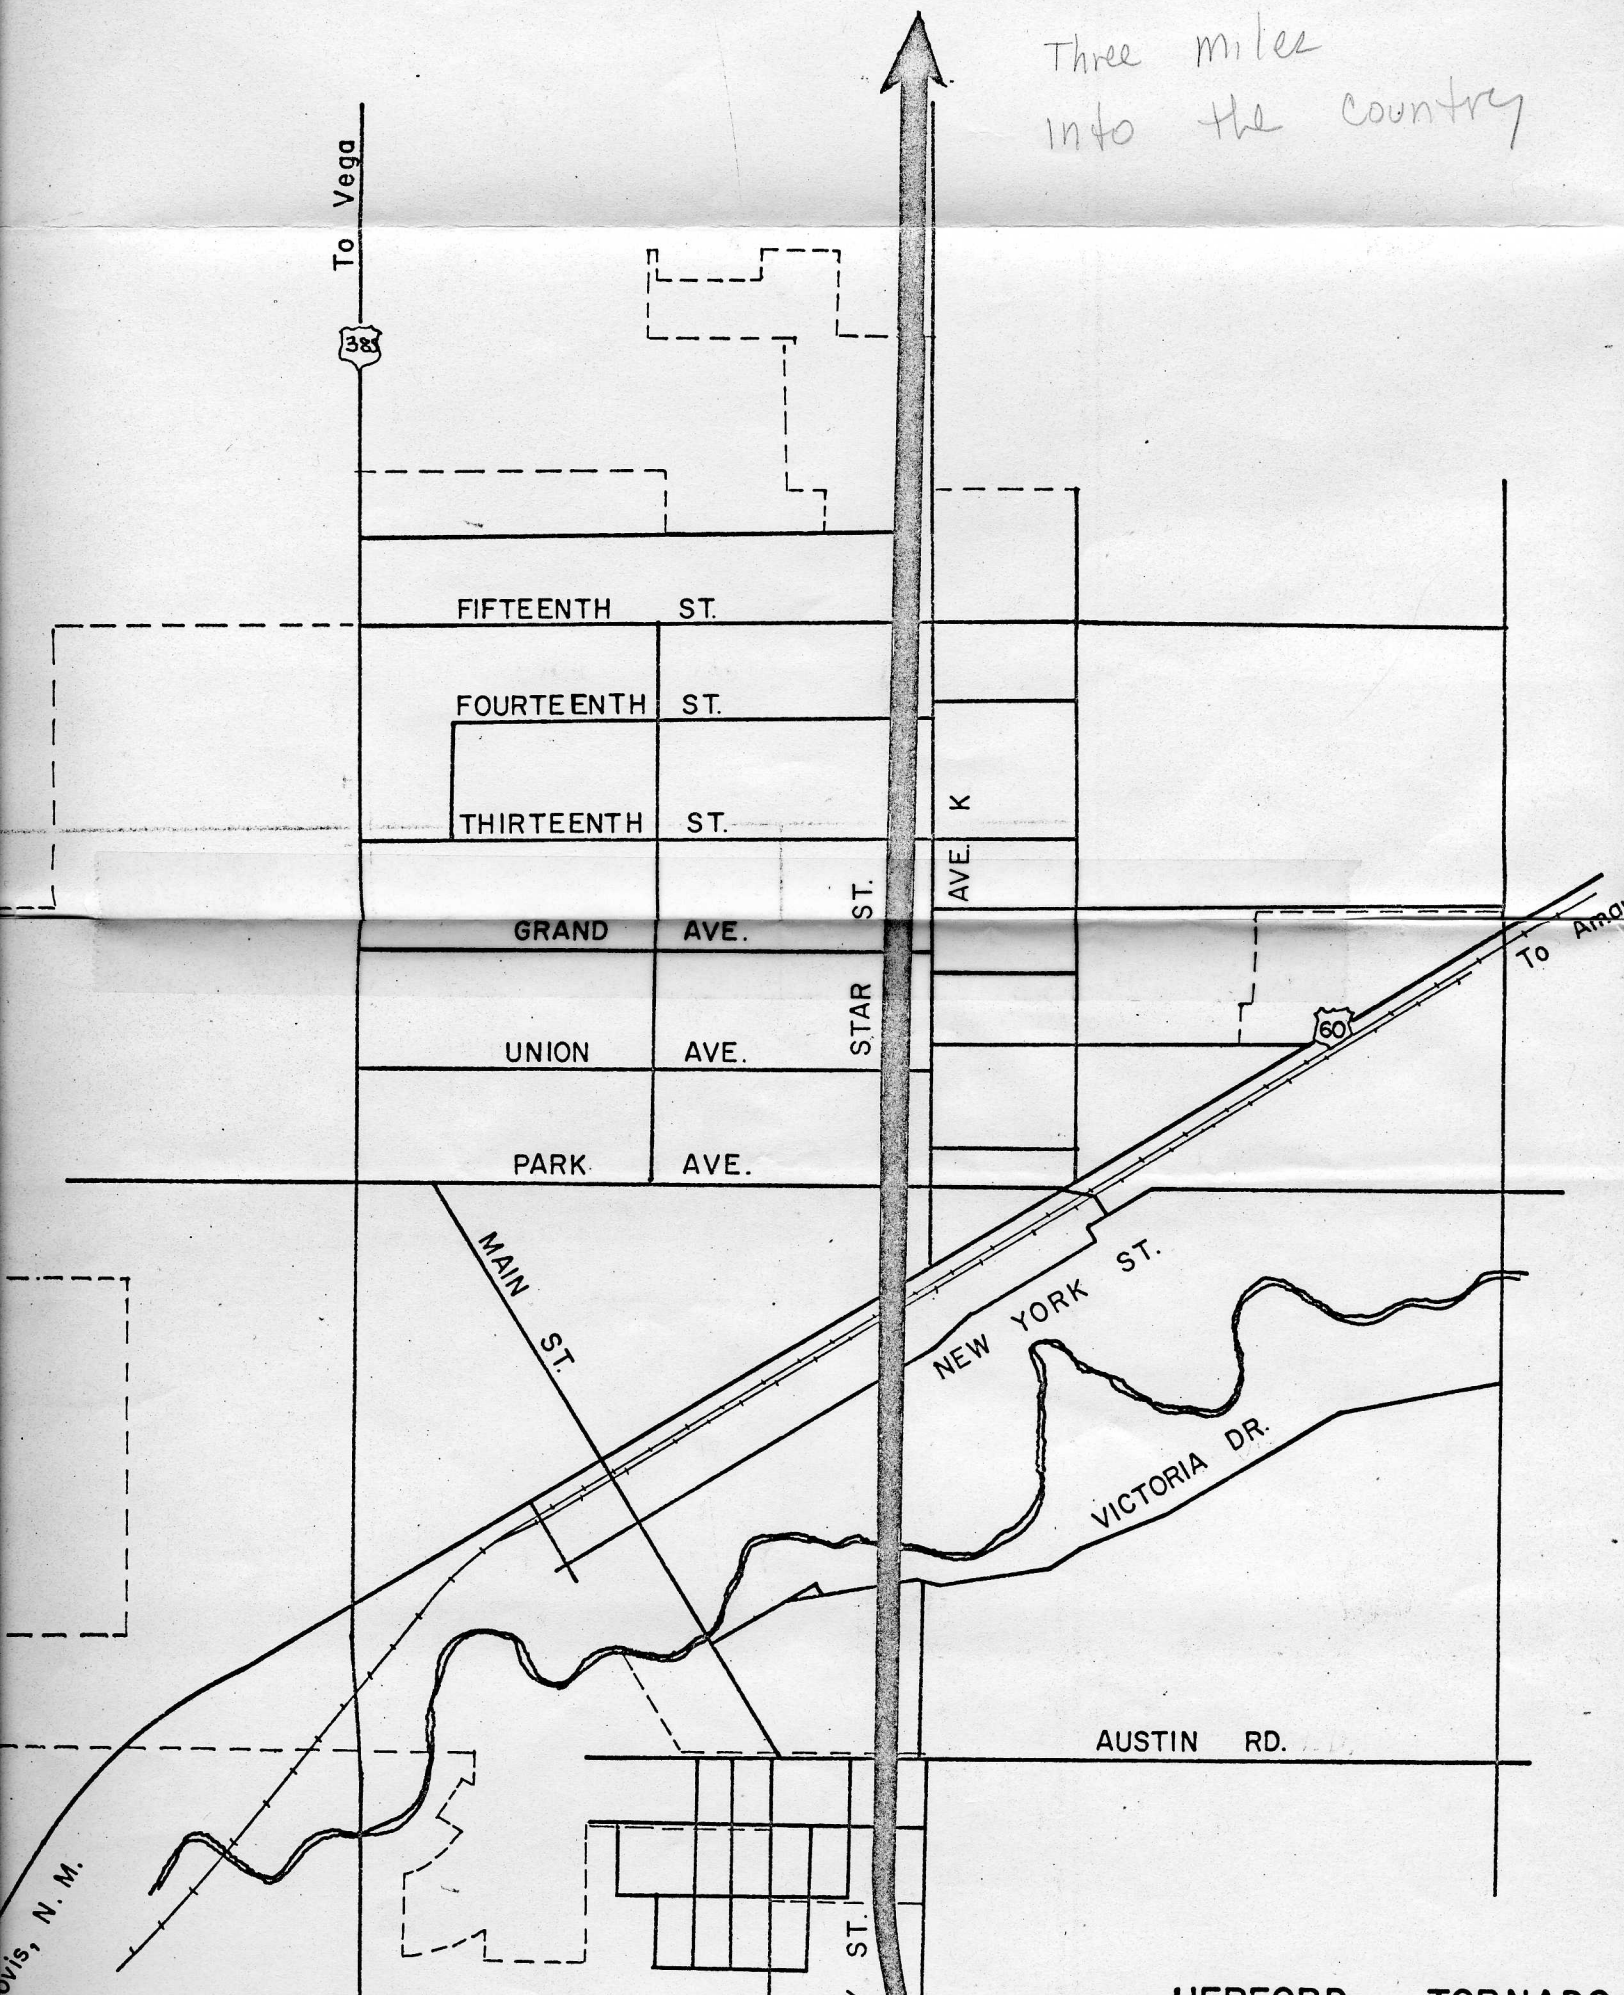 Three miles
into the country
To Vega
385
FIFTEENTH ST.
FOURTEENTH ST.
THIRTEENTH ST.
AVE. K
GRAND AVE.
STAR ST.
To
60
UNION AVE.
PARK AVE.
MAIN ST.
NEW YORK ST.
VICTORIA DR.
AUSTIN RD.
N. M.
ST.
HEREFORD TORNADO